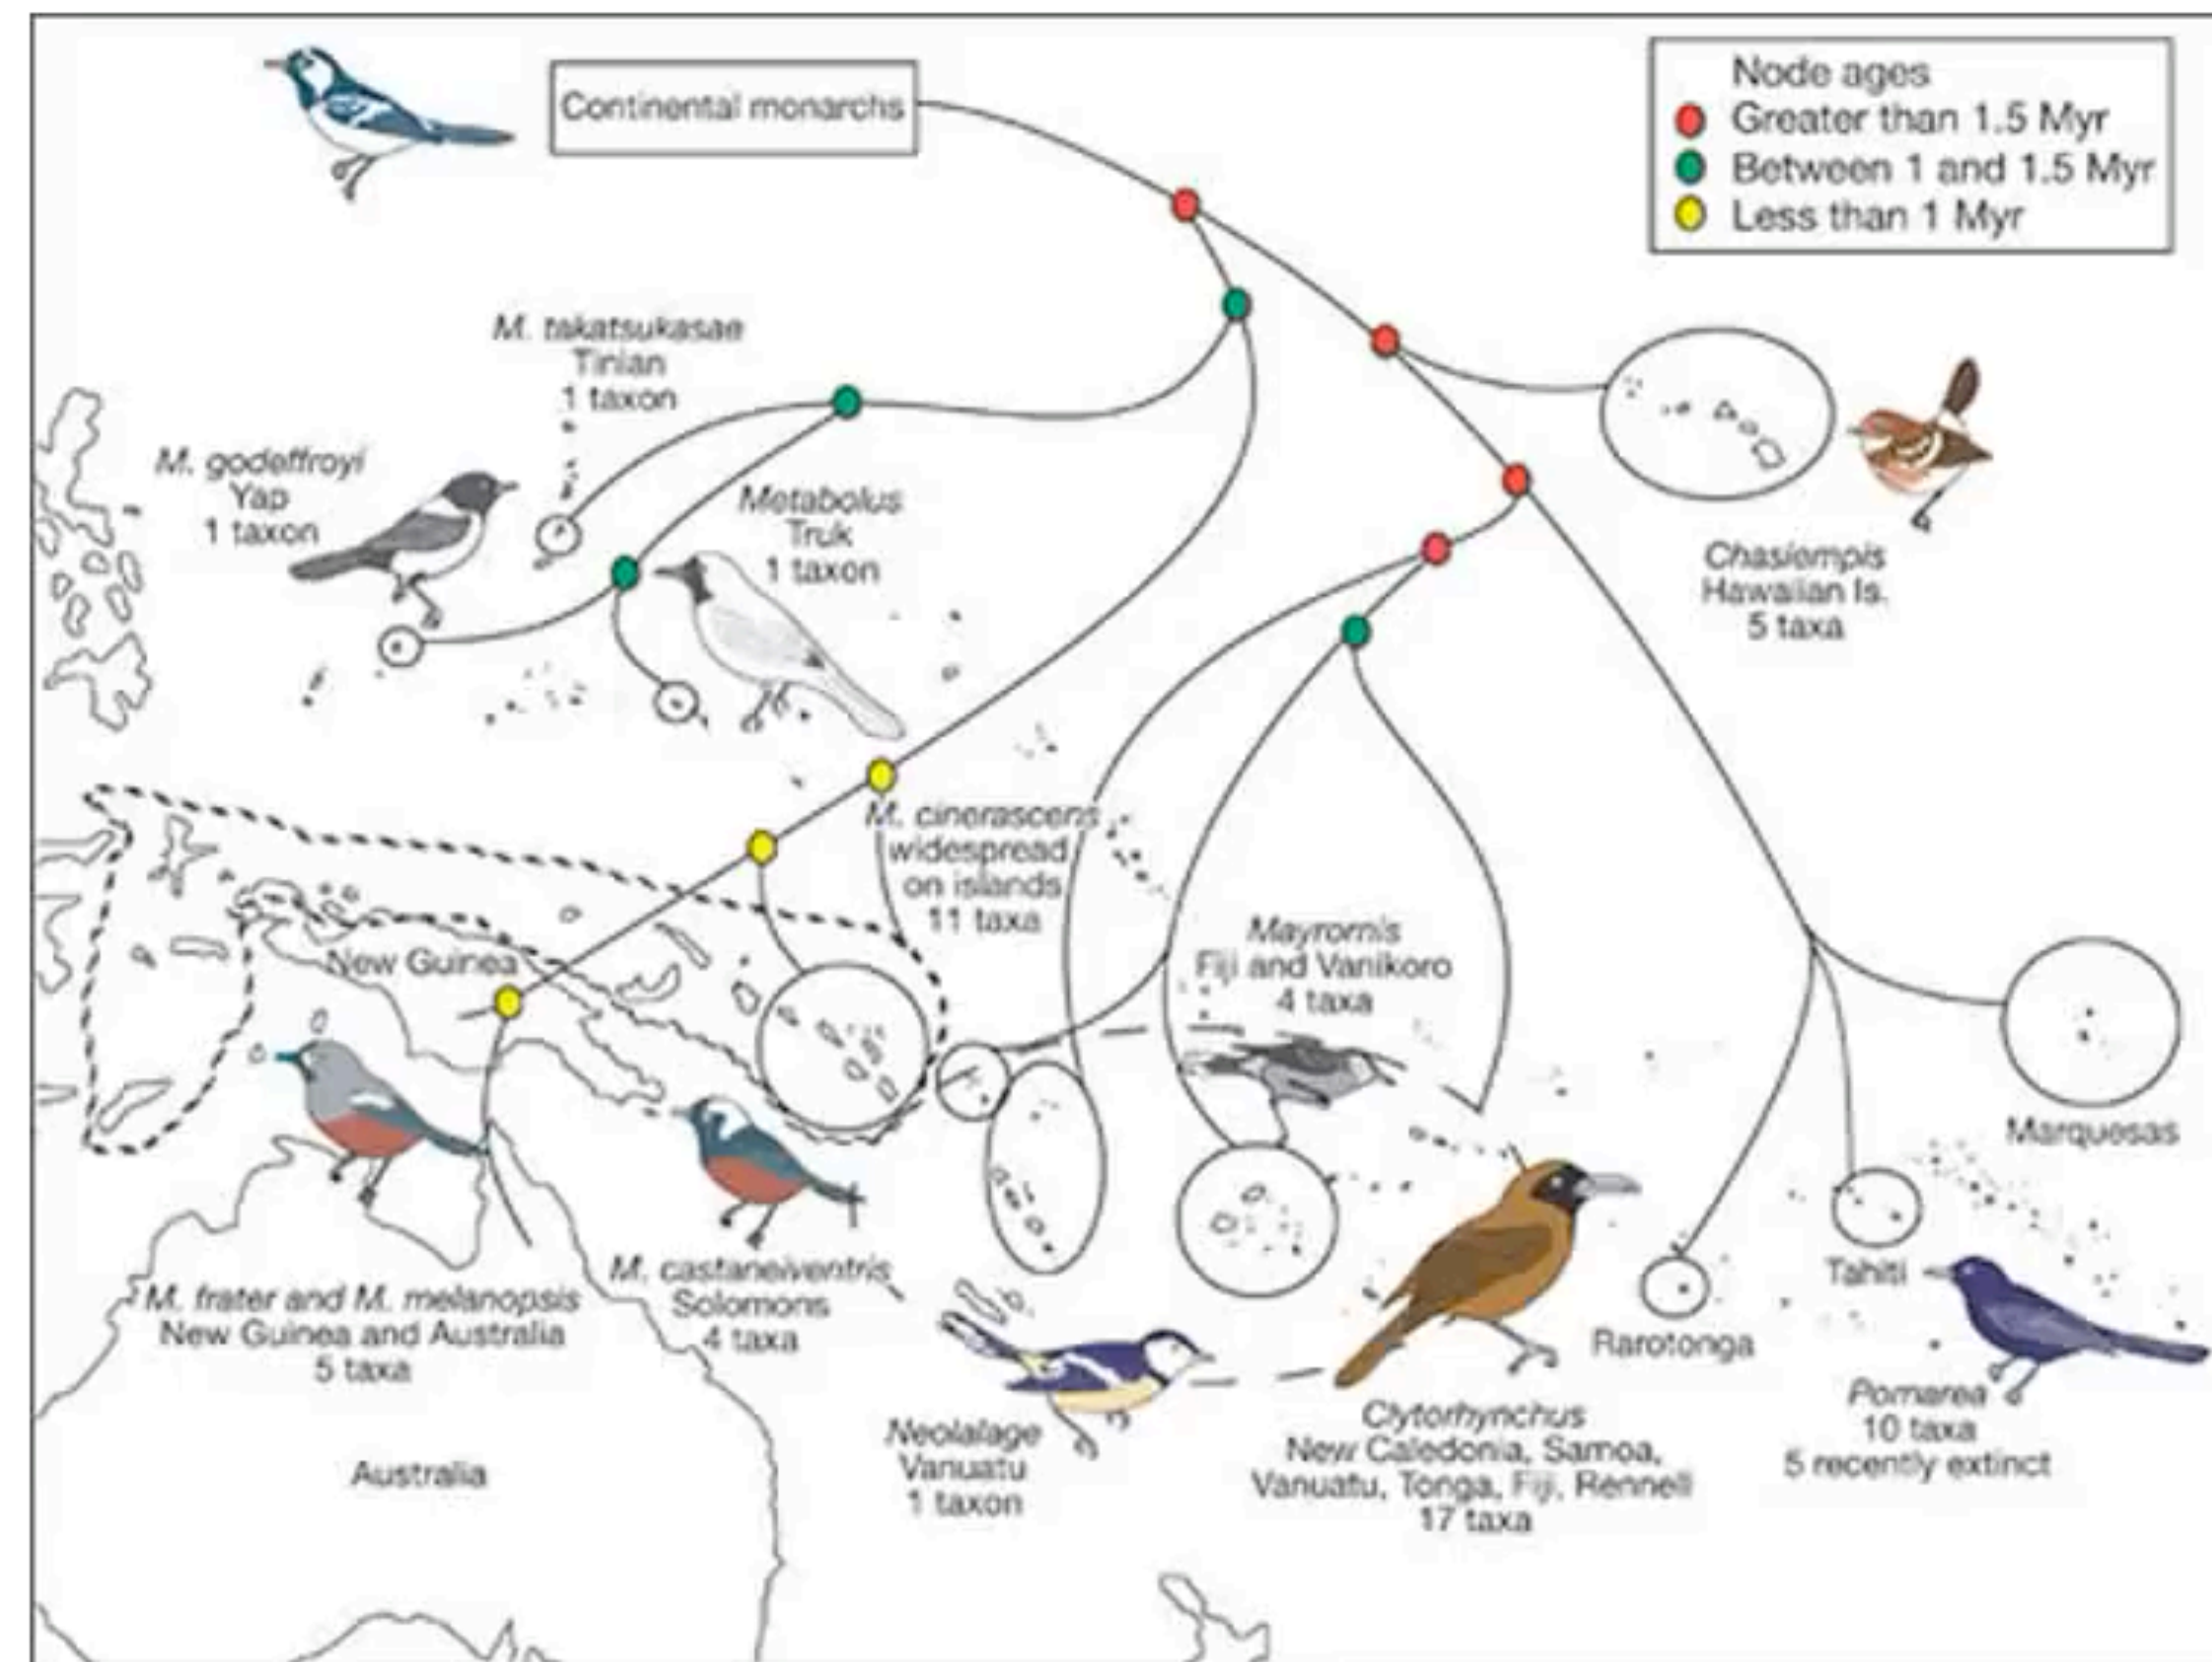 Continental monarchs
Node ages
Greater than 1.5 Myr
Between 1 and 1.5 Myr
Less than 1 Myr
M. takatsukasae
Tinian
1 taxon
M. godeffroyi
Yap
1 taxon
Metabolus
Truk
1 taxon
Chasiempis
Hawaiian Is.
5 taxa
M. cinerascens
widespread
on islands
11 taxa
New Guinea
Mayrornis
Fiji and Vanikoro
4 taxa
Marquesas
M. frater and M. melanopsis
New Guinea and Australia
5 taxa
M. castaneiventris
Solomons
4 taxa
Tahiti
Rarotonga
Pomarea
10 taxa
5 recently extinct
Neolalage
Vanuatu
1 taxon
Clytorhynchus
New Caledonia, Samoa,
Vanuatu, Tonga, Fiji, Rennell
17 taxa
Australia